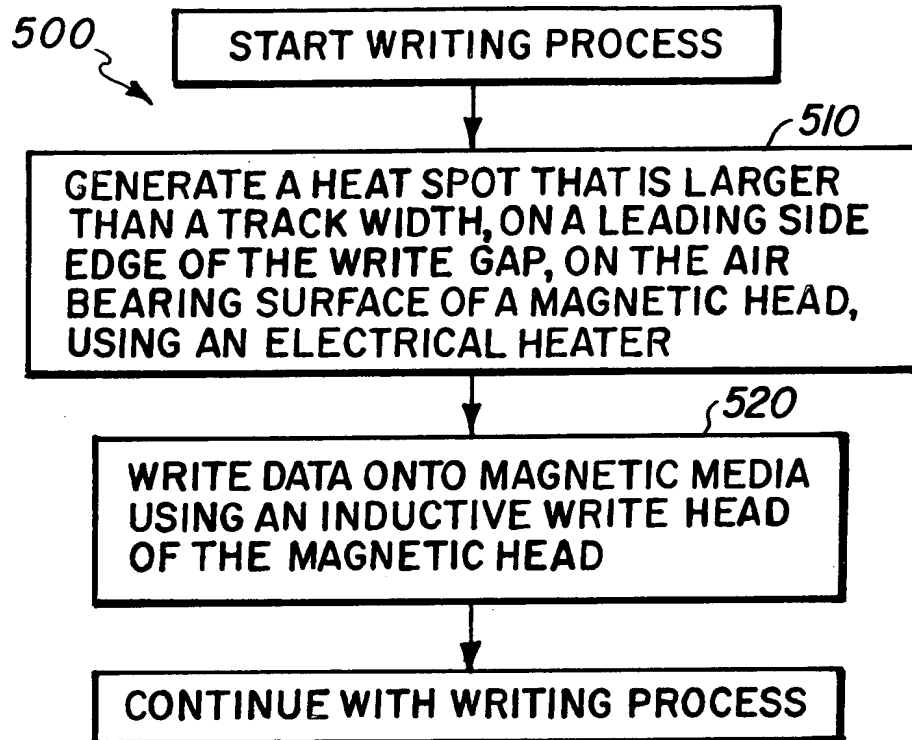 500
START WRITING PROCESS
510
GENERATE A HEAT SPOT THAT IS LARGER
THAN A TRACK WIDTH, ON A LEADING SIDE
EDGE OF THE WRITE GAP, ON THE AIR
BEARING SURFACE OF A MAGNETIC HEAD,
USING AN ELECTRICAL HEATER
520
WRITE DATA ONTO MAGNETIC MEDIA
USING AN INDUCTIVE WRITE HEAD
OF THE MAGNETIC HEAD
CONTINUE WITH WRITING PROCESS